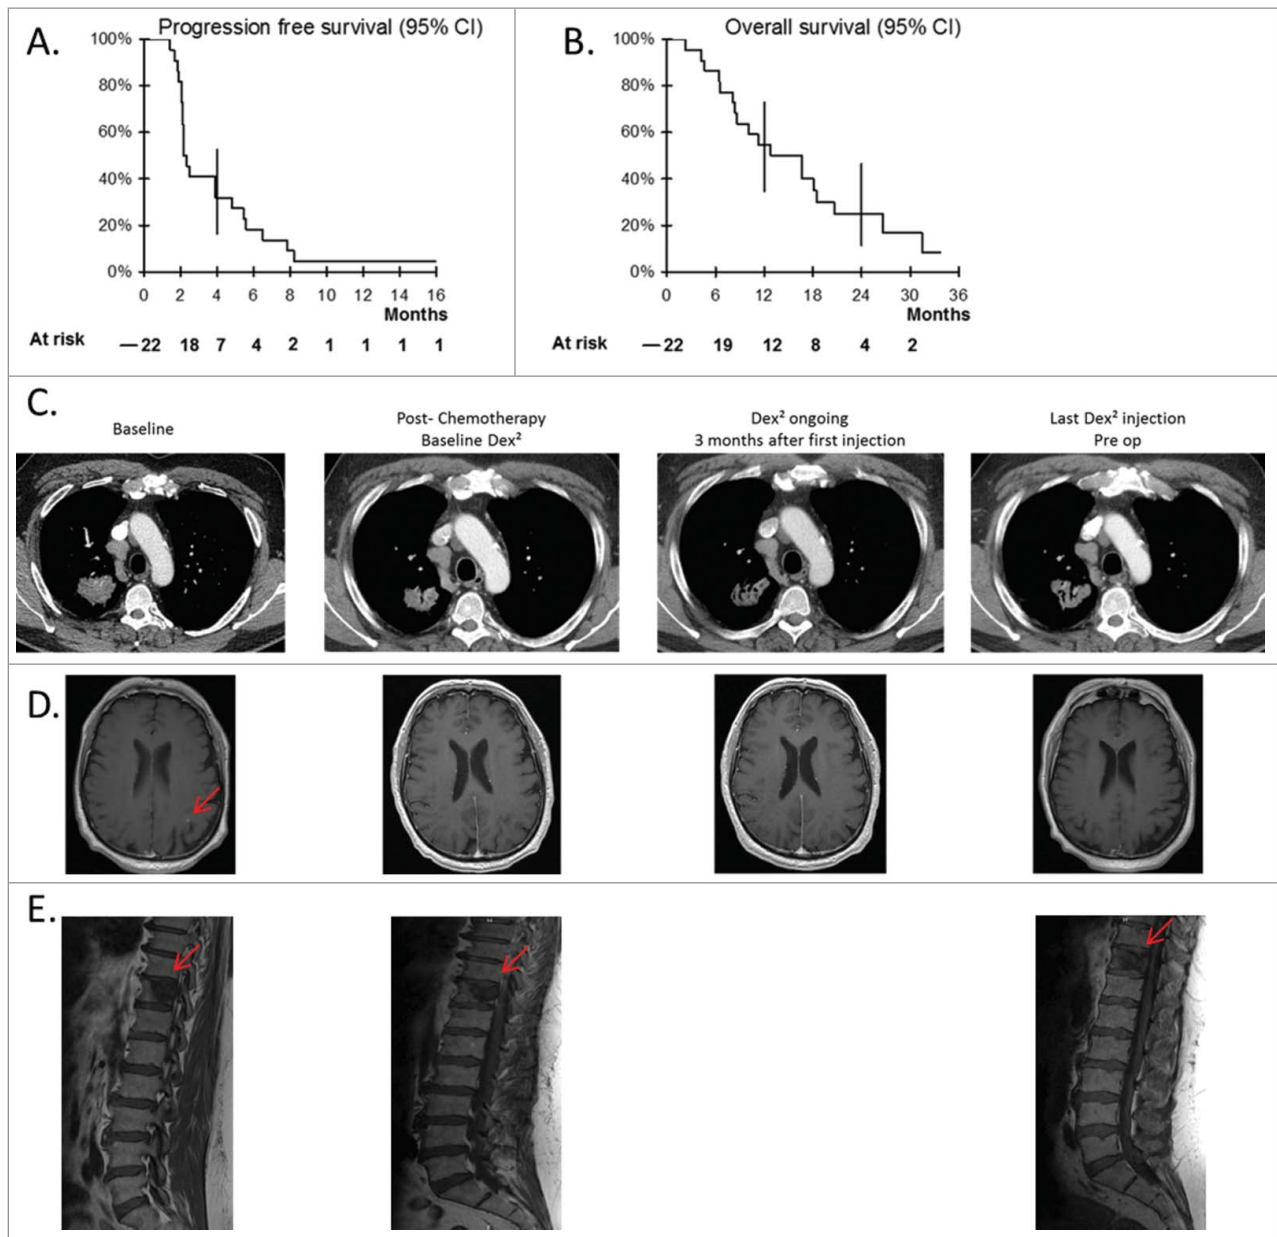 A.
Progression free survival (95% CI)
100%
80%
60%
40%
20%
0%
0 2 4 6 8 10 12 14 16
Months
At risk — 22 18 7 4 2 1 1 1 1
B.
Overall survival (95% CI)
100%
80%
60%
40%
20%
0%
0 6 12 18 24 30 36
Months
At risk — 22 19 12 8 4 2
C.
Baseline
Post- Chemotherapy
Baseline Dex²
Dex² ongoing
3 months after first injection
Last Dex² injection
Pre op
D.
E.